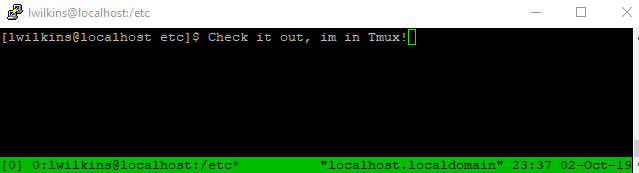 lwilkins@localhost:/etc
[lwilkins@localhost etc]$ Check it out, im in Tmux!
[0] 0:lwilkins@localhost:/etc* "localhost.localdomain" 23:37 02-Oct-19